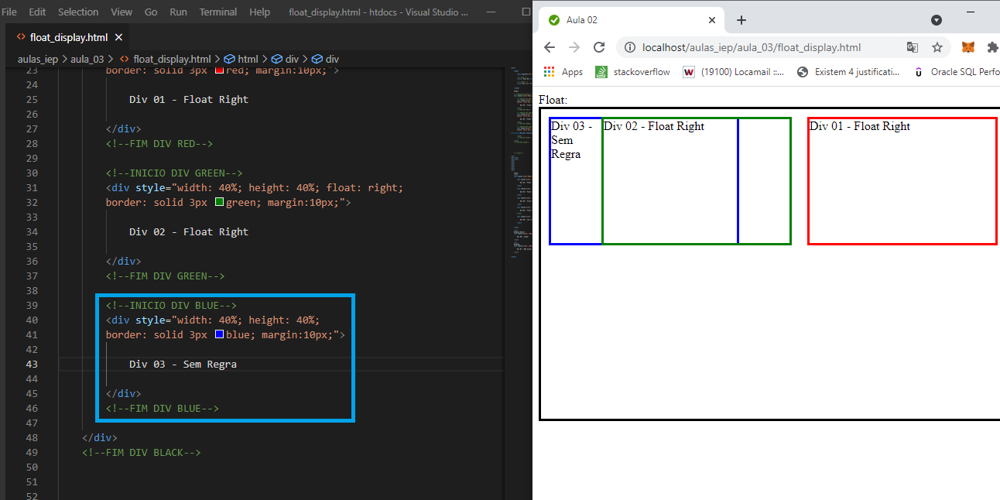 File Edit Selection View Go Run Terminal Help float_display.html - htdocs - Visual Studio ...
float_display.html
aulas_iep > aula_03 > float_display.html > html > div > div
23 border: solid 3px red; margin:10px;">
24
25 Div 01 - Float Right
26
27 </div>
28 <!--FIM DIV RED-->
29
30 <!--INICIO DIV GREEN-->
31 <div style="width: 40%; height: 40%; float: right;
32 border: solid 3px green; margin:10px;">
33
34 Div 02 - Float Right
35
36 </div>
37 <!--FIM DIV GREEN-->
38
39 <!--INICIO DIV BLUE-->
40 <div style="width: 40%; height: 40%;
41 border: solid 3px blue; margin:10px;">
42
43 Div 03 - Sem Regra
44
45 </div>
46 <!--FIM DIV BLUE-->
47
48 </div>
49 <!--FIM DIV BLACK-->
50
51
52
Aula 02
localhost/aulas_iep/aula_03/float_display.html
Apps stackoverflow (19100) Locamail ::... Existem 4 justificati... Oracle SQL Perfo
Float:
Div 03 -
Sem
Regra
Div 02 - Float Right
Div 01 - Float Right